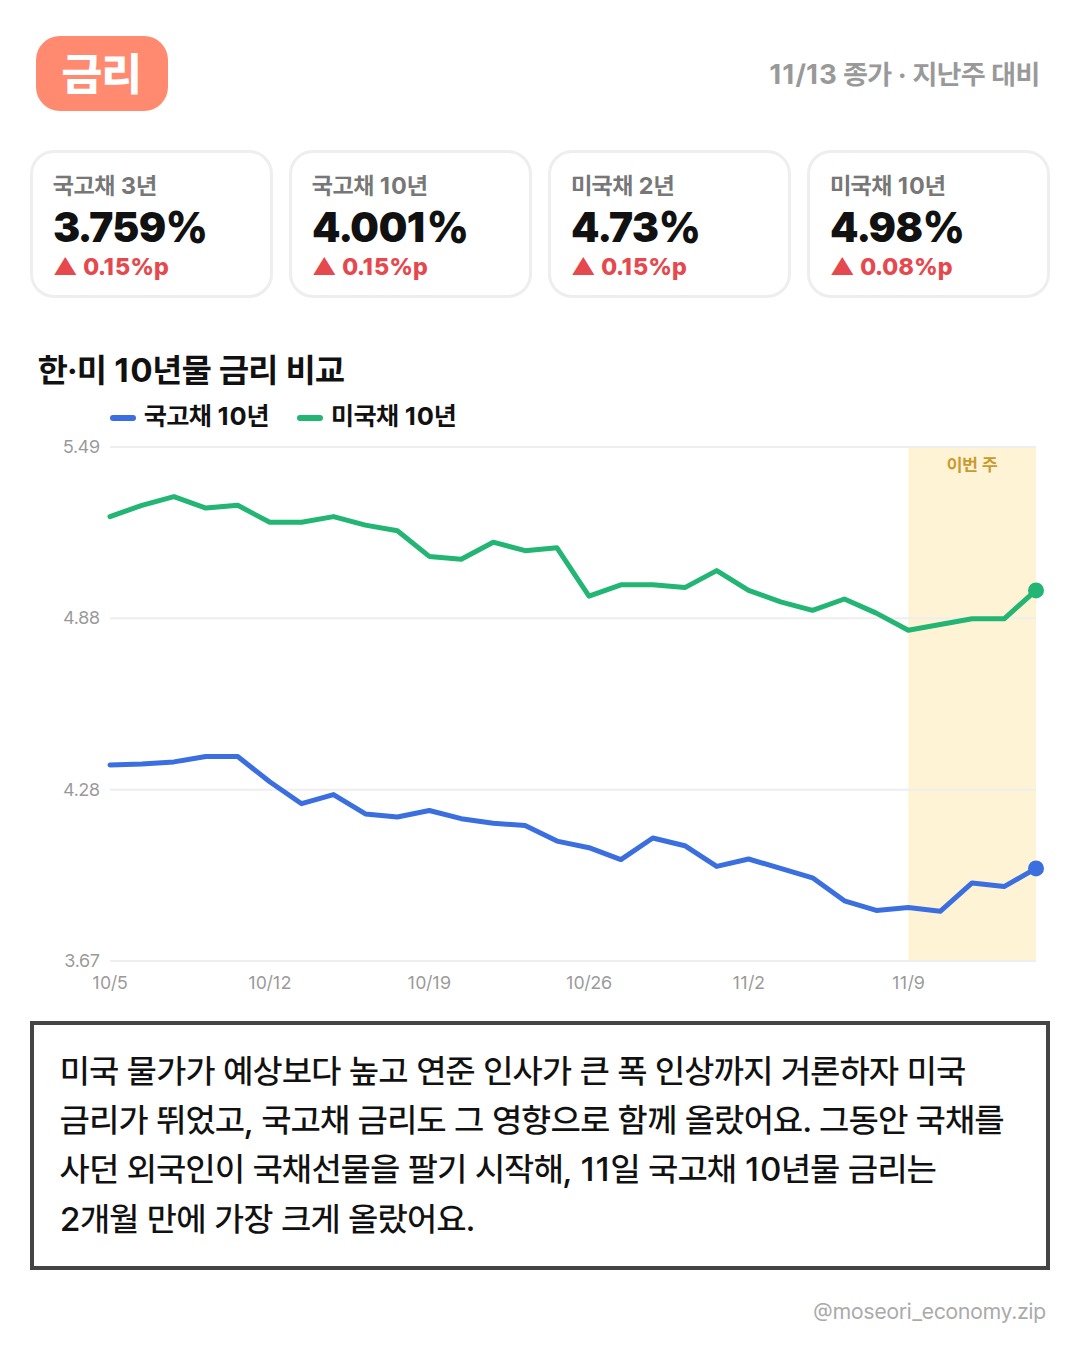 금리
11/13 종가 · 지난주 대비
국고채 3년
3.759%
▲ 0.15%p
국고채 10년
4.001%
▲ 0.15%p
미국채 2년
4.73%
▲ 0.15%p
미국채 10년
4.98%
▲ 0.08%p
한·미 10년물 금리 비교
국고채 10년 미국채 10년
5.49
이번 주
4.88
4.28
3.67
10/5 10/12 10/19 10/26 11/2 11/9
미국 물가가 예상보다 높고 연준 인사가 큰 폭 인상까지 거론하자 미국
금리가 뛰었고, 국고채 금리도 그 영향으로 함께 올랐어요. 그동안 국채를
사던 외국인이 국채선물을 팔기 시작해, 11일 국고채 10년물 금리는
2개월 만에 가장 크게 올랐어요.
@moseori_economy.zip